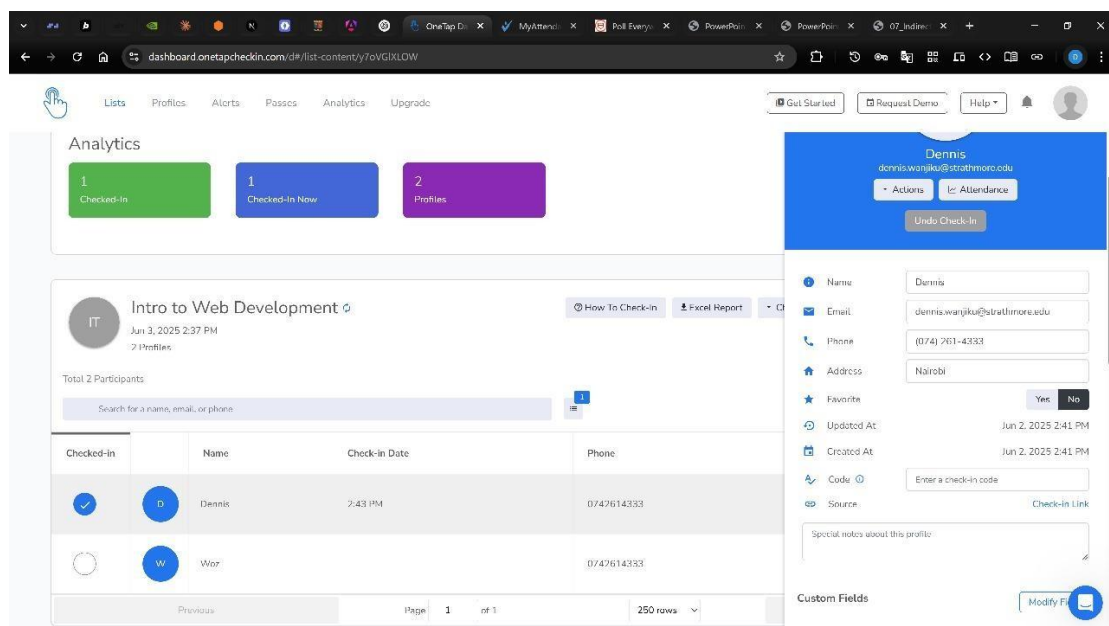 OneTap Da
MyAttenda
Poll Everyw
PowerPoin
PowerPoin
07_Indirec
dashboard.onetapcheckin.com/d#/list-content/y7oVGlXLOW
Lists Profiles Alerts Passes Analytics Upgrade
Get Started Request Demo Help
Analytics
1
Checked-In
1
Checked-In Now
2
Profiles
Intro to Web Development
IT
Jun 3, 2025 2:37 PM
2 Profiles
How To Check-In Excel Report
Total 2 Participants
Search for a name, email, or phone
1
Checked-in Name Check-in Date Phone
D Dennis 2:43 PM 0742614333
W Woz 0742614333
Previous Page 1 of 1 250 rows
Dennis
dennis.wanjiku@strathmore.edu
Actions Attendance
Undo Check-In
Name Dennis
Email dennis.wanjiku@strathmore.edu
Phone (074) 261-4333
Address Nairobi
Favorite Yes No
Updated At Jun 2, 2025 2:41 PM
Created At Jun 2, 2025 2:41 PM
Code Enter a check-in code
Source Check-in Link
Special notes about this profile
Custom Fields Modify Fi